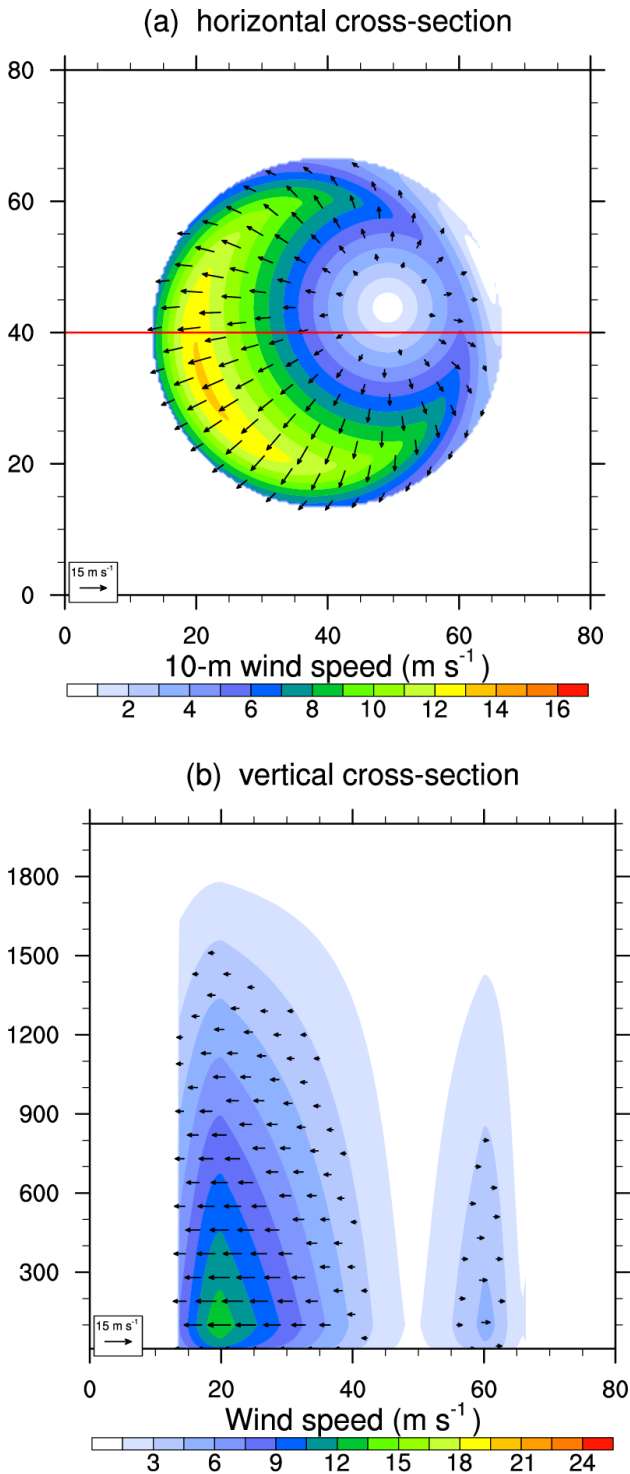 (a) horizontal cross-section
80
60
40
20
0
15 m s⁻¹
0 20 40 60 80
10-m wind speed (m s⁻¹)
2 4 6 8 10 12 14 16
(b) vertical cross-section
1800
1500
1200
900
600
300
15 m s⁻¹
0 20 40 60 80
Wind speed (m s⁻¹)
3 6 9 12 15 18 21 24